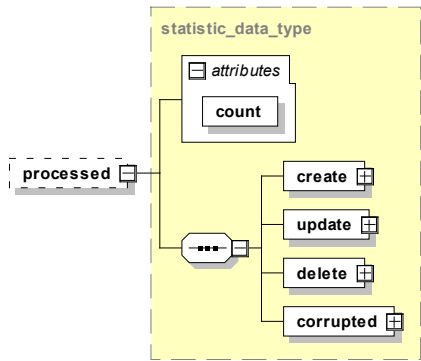 statistic_data_type
attributes
count
processed
create
update
delete
corrupted